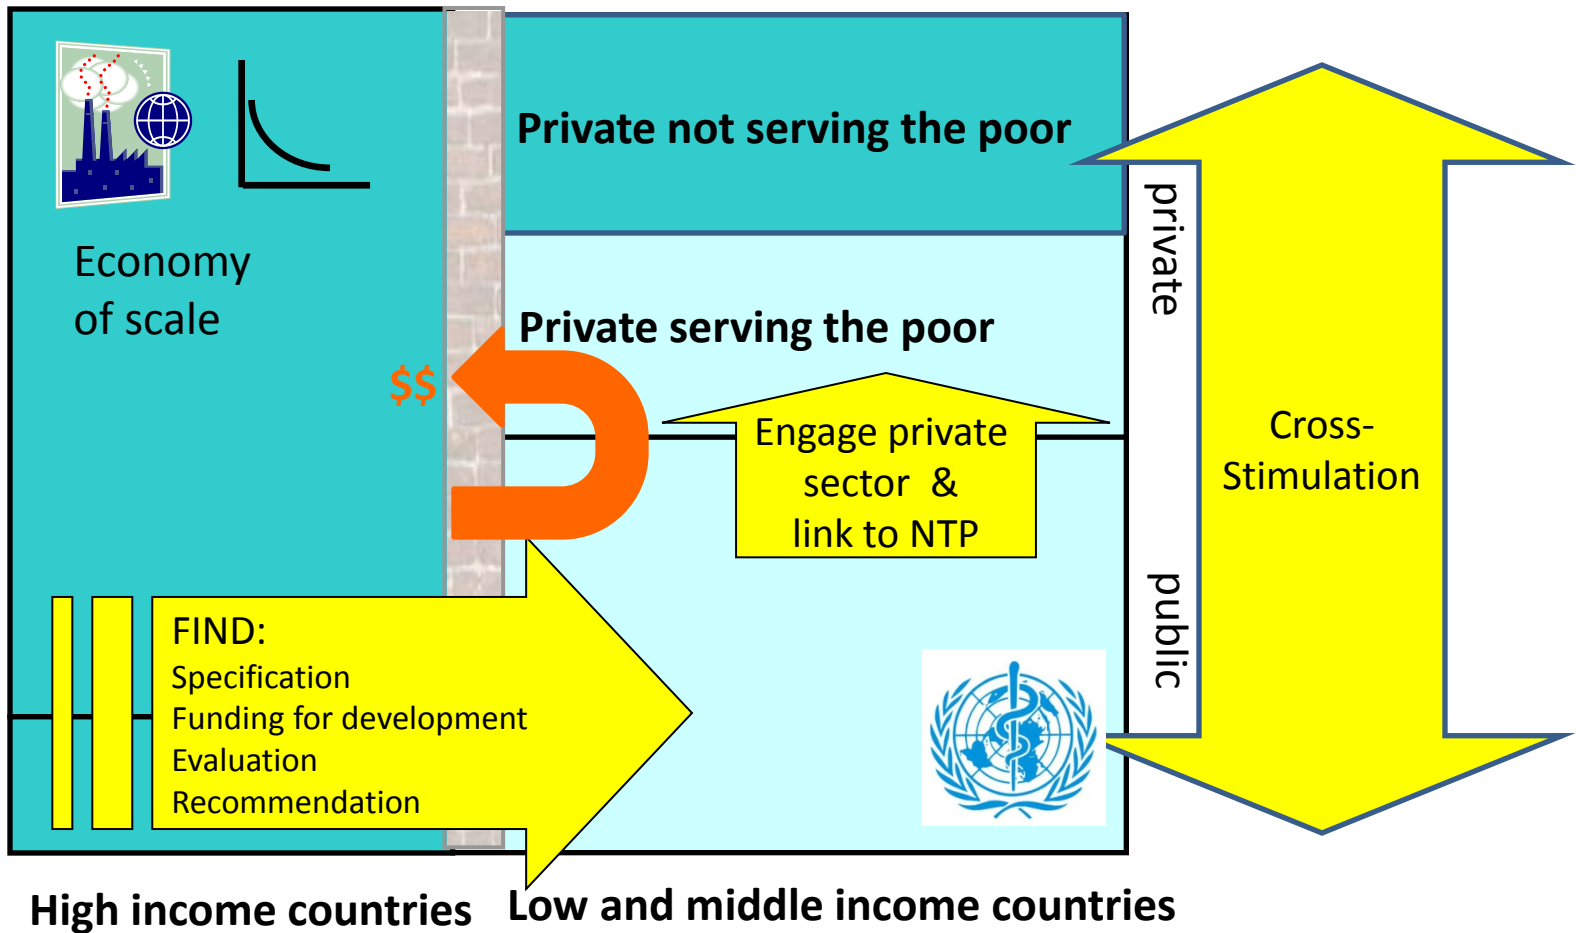 Private not serving the poor
Economy
of scale
private
Private serving the poor
$$
Engage private
sector &
link to NTP
Cross-
Stimulation
public
FIND:
Specification
Funding for development
Evaluation
Recommendation
High income countries
Low and middle income countries